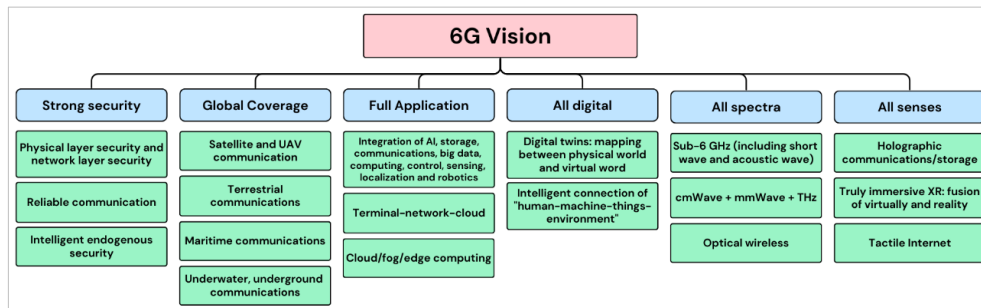 6G Vision
Strong security
Physical layer security and
network layer security
Reliable communication
Intelligent endogenous
security
Global Coverage
Satellite and UAV
communication
Terrestrial
communications
Maritime communications
Underwater, underground
communications
Full Application
Integration of AI, storage,
communications, big data,
computing, control, sensing,
localization and robotics
Terminal-network-cloud
Cloud/fog/edge computing
All digital
Digital twins: mapping
between physical world
and virtual word
Intelligent connection of
"human-machine-things-
environment"
All spectra
Sub-6 GHz (including short
wave and acoustic wave)
cmWave + mmWave + THz
Optical wireless
All senses
Holographic
communications/storage
Truly immersive XR: fusion
of virtually and reality
Tactile Internet